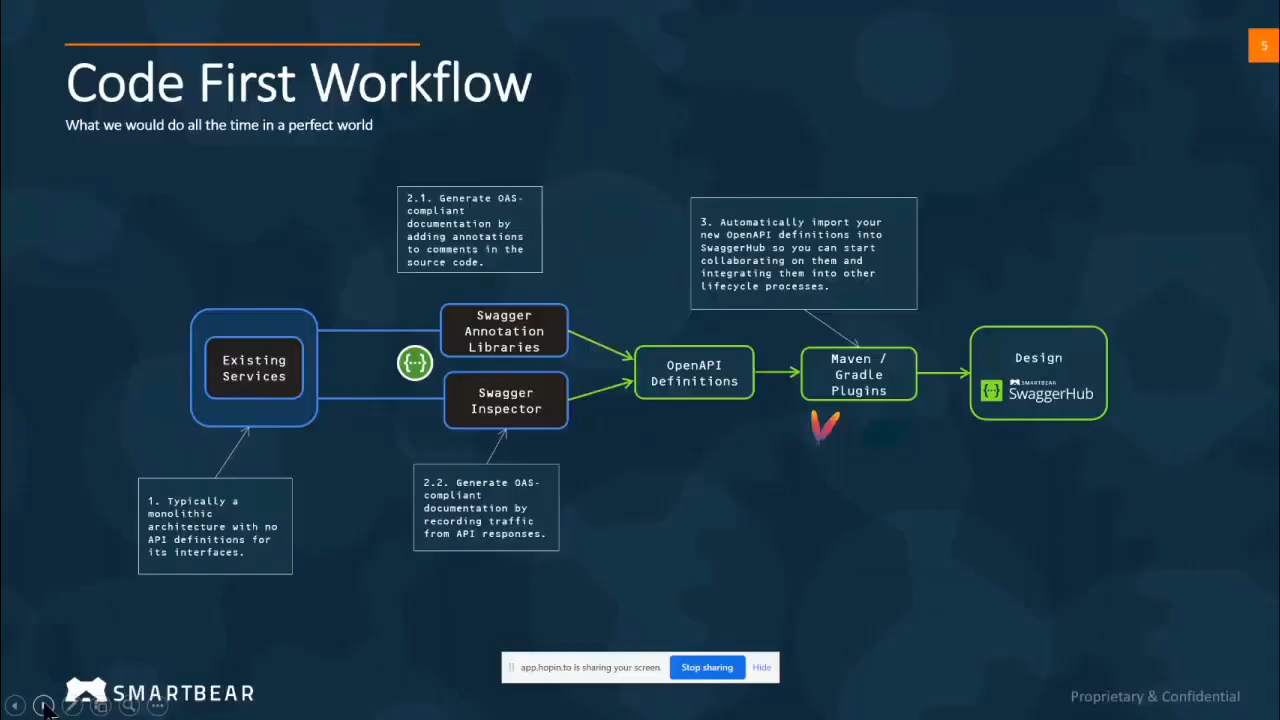 5
Code First Workflow
What we would do all the time in a perfect world
2.1. Generate OAS-
compliant
documentation by
adding annotations
to comments in the
source code.
3. Automatically import your
new OpenAPI definitions into
SwaggerHub so you can start
collaborating on them and
integrating them into other
lifecycle processes.
Existing
Services
Swagger
Annotation
Libraries
{···}
Swagger
Inspector
OpenAPI
Definitions
Maven /
Gradle
Plugins
Design
{···}
SMARTBEAR
SwaggerHub
1. Typically a
monolithic
architecture with no
API definitions for
its interfaces.
2.2. Generate OAS-
compliant
documentation by
recording traffic
from API responses.
app.hopin.to is sharing your screen.
Stop sharing
Hide
SMARTBEAR
Proprietary & Confidential